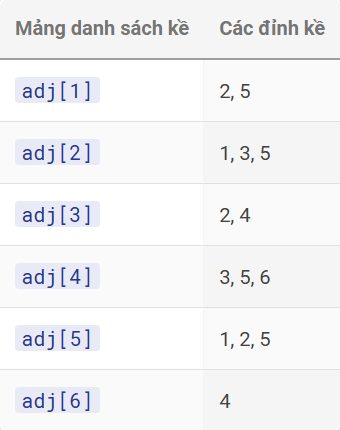 Mảng danh sách kề Các đỉnh kề
adj[1] 2, 5
adj[2] 1, 3, 5
adj[3] 2, 4
adj[4] 3, 5, 6
adj[5] 1, 2, 5
adj[6] 4